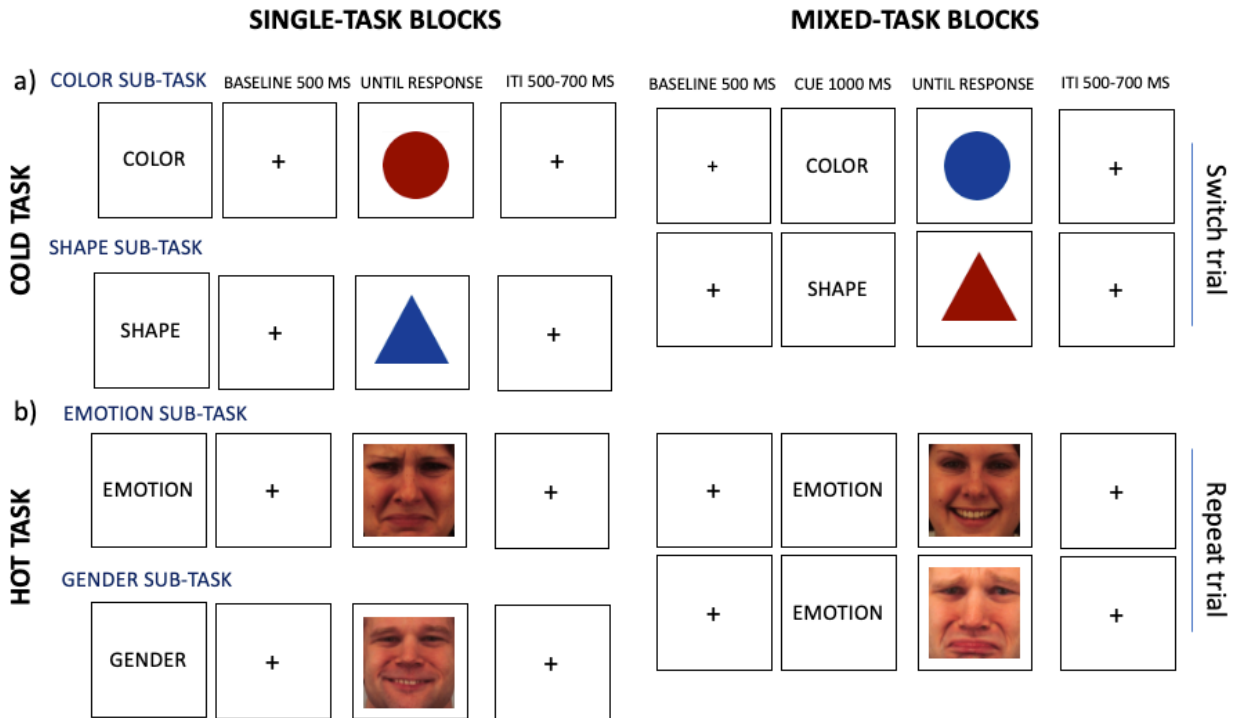 SINGLE-TASK BLOCKS
MIXED-TASK BLOCKS
a)
COLOR SUB-TASK
BASELINE 500 MS
UNTIL RESPONSE
ITI 500-700 MS
BASELINE 500 MS
CUE 1000 MS
UNTIL RESPONSE
ITI 500-700 MS
COLD TASK
COLOR
+
+
+
COLOR
+
Switch trial
SHAPE SUB-TASK
SHAPE
+
+
+
SHAPE
+
b)
EMOTION SUB-TASK
HOT TASK
EMOTION
+
+
+
EMOTION
+
Repeat trial
GENDER SUB-TASK
GENDER
+
+
+
EMOTION
+